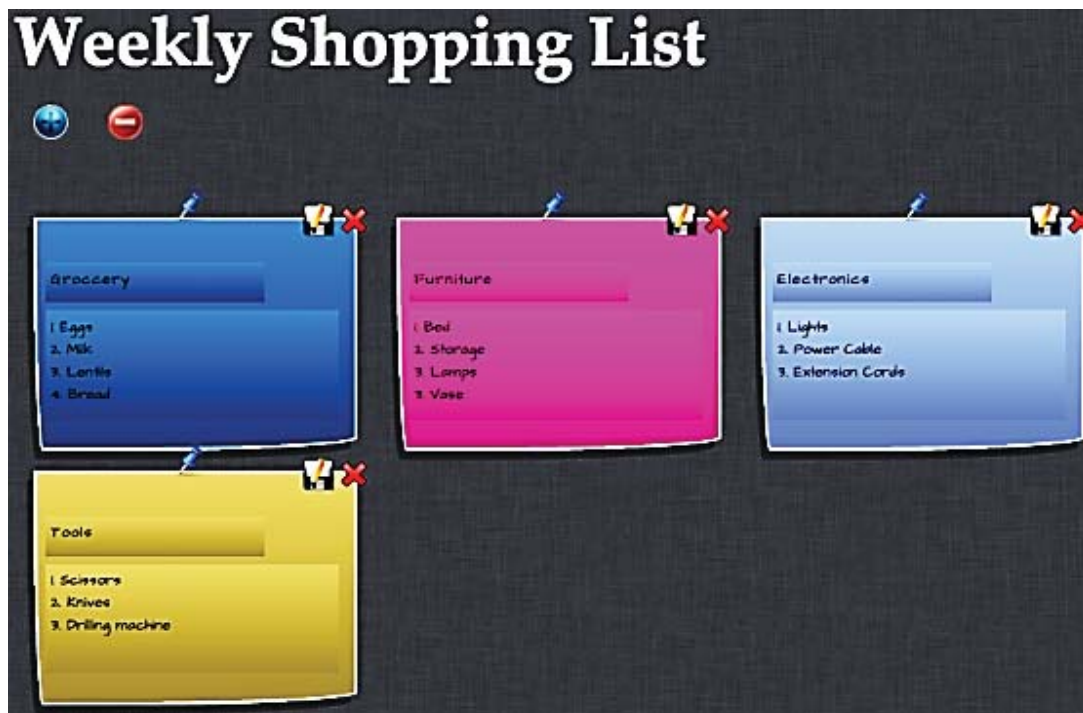 Weekly Shopping List
Groccery
1. Eggs
2. Milk
3. Lentils
4. Bread
Furniture
1. Bed
2. Storage
3. Lamps
3. Vase
Electronics
1. Lights
2. Power Cable
3. Extension Cords
Tools
1. Scissors
2. Knives
3. Drilling machine